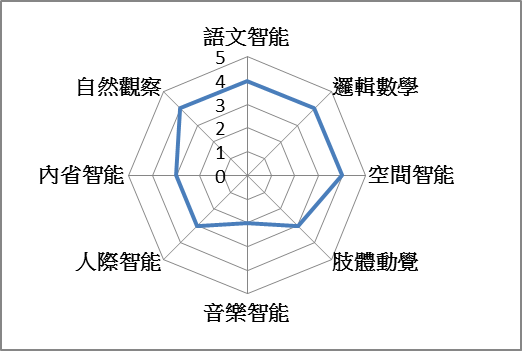 語文智能
5
自然觀察
邏輯數學
4
3
2
1
內省智能
0
空間智能
人際智能
肢體動覺
音樂智能